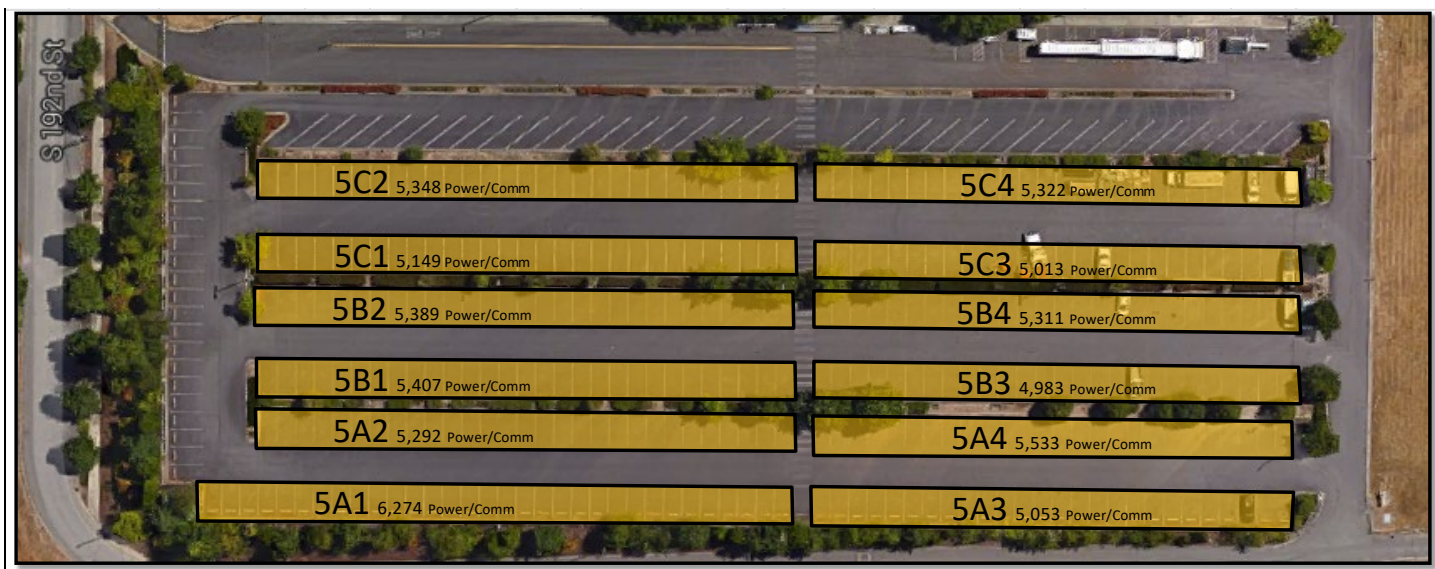 S 192nd St
5C2 5,348 Power/Comm
5C4 5,322 Power/Comm
5C1 5,149 Power/Comm
5C3 5,013 Power/Comm
5B2 5,389 Power/Comm
5B4 5,311 Power/Comm
5B1 5,407 Power/Comm
5B3 4,983 Power/Comm
5A2 5,292 Power/Comm
5A4 5,533 Power/Comm
5A1 6,274 Power/Comm
5A3 5,053 Power/Comm